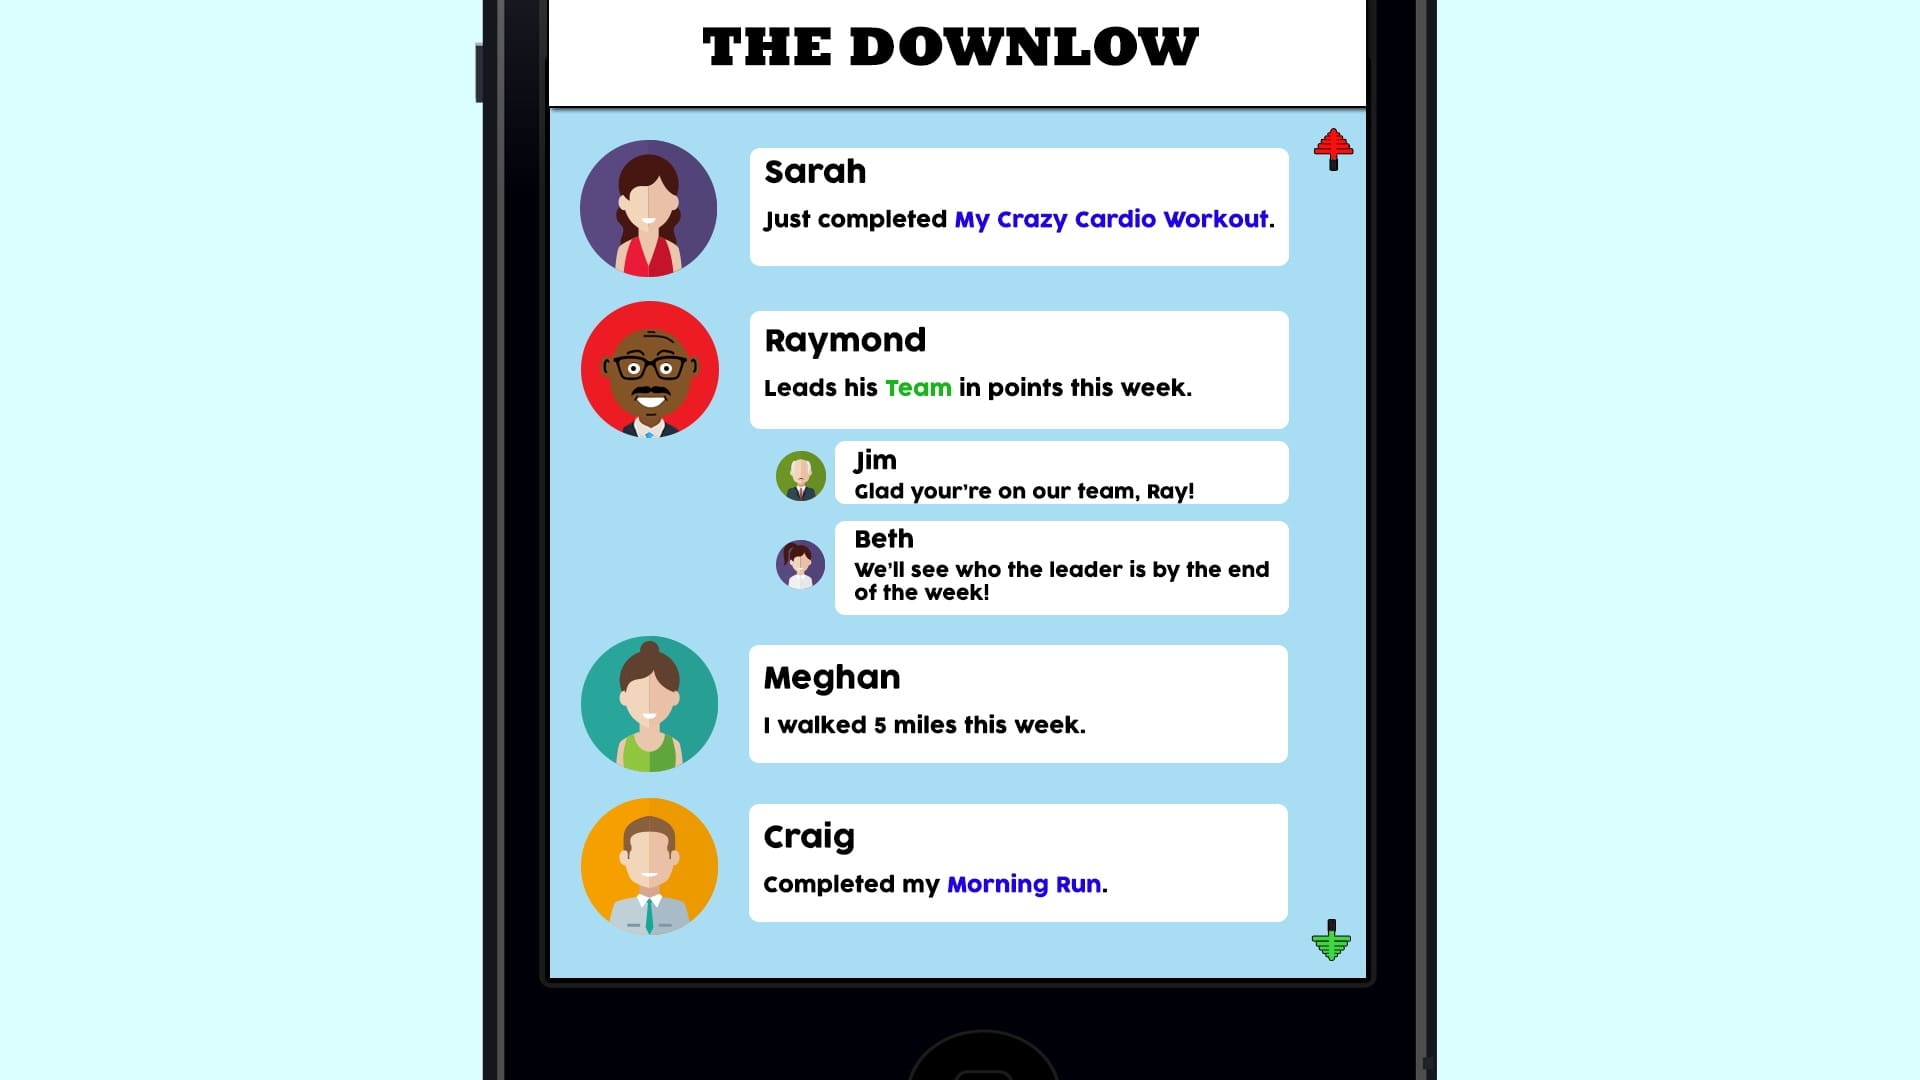 THE DOWNLOW
Sarah
Just completed My Crazy Cardio Workout.
Raymond
Leads his Team in points this week.
Jim
Glad your're on our team, Ray!
Beth
We'll see who the leader is by the end
of the week!
Meghan
I walked 5 miles this week.
Craig
Completed my Morning Run.